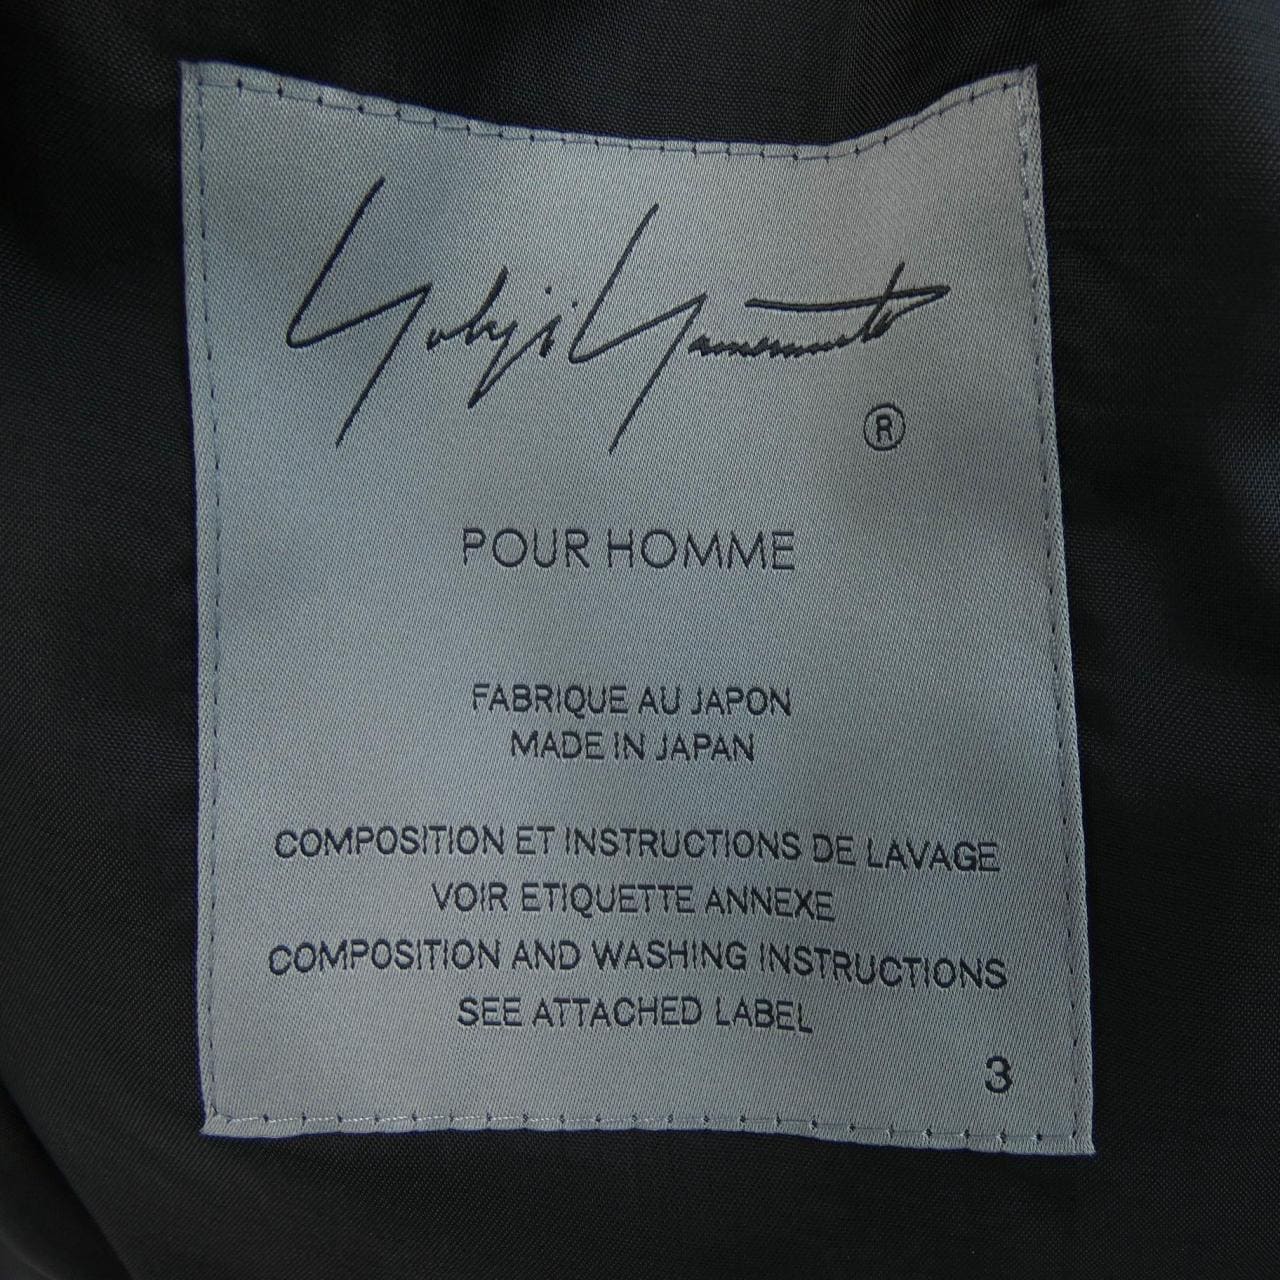 Yohji Yamamoto
®
POUR HOMME
FABRIQUE AU JAPON
MADE IN JAPAN
COMPOSITION ET INSTRUCTIONS DE LAVAGE
VOIR ETIQUETTE ANNEXE
COMPOSITION AND WASHING INSTRUCTIONS
SEE ATTACHED LABEL
3